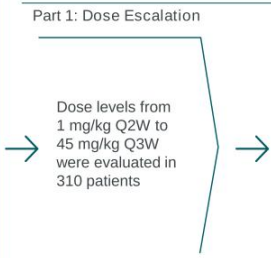 Part 1: Dose Escalation
Dose levels from
1 mg/kg Q2W to
45 mg/kg Q3W
were evaluated in
310 patients